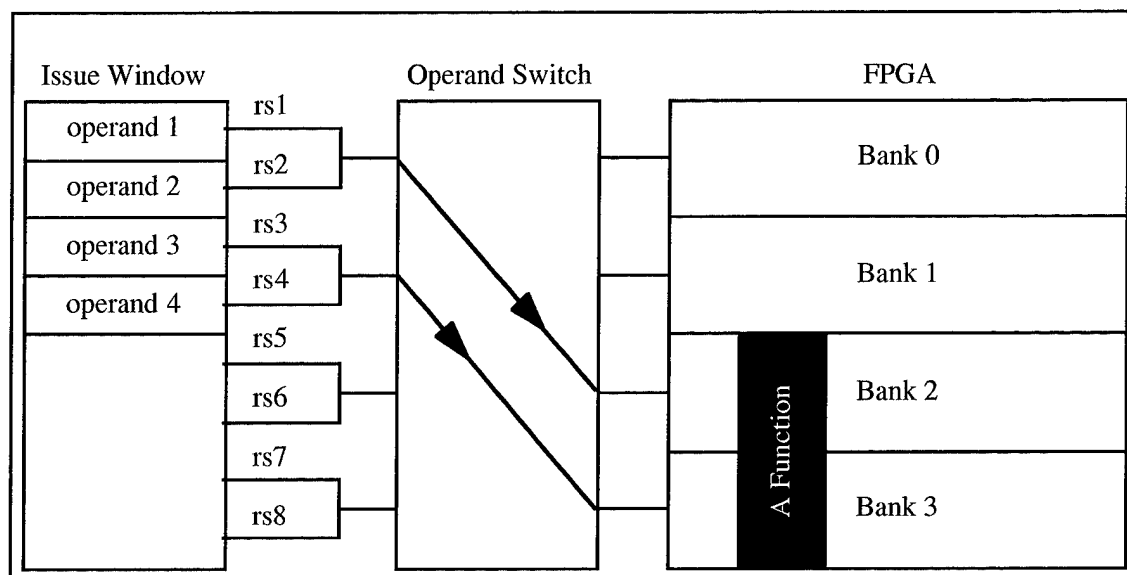 Issue Window
Operand Switch
FPGA
operand 1
operand 2
operand 3
operand 4
rs1
rs2
rs3
rs4
rs5
rs6
rs7
rs8
Bank 0
Bank 1
Bank 2
Bank 3
A Function